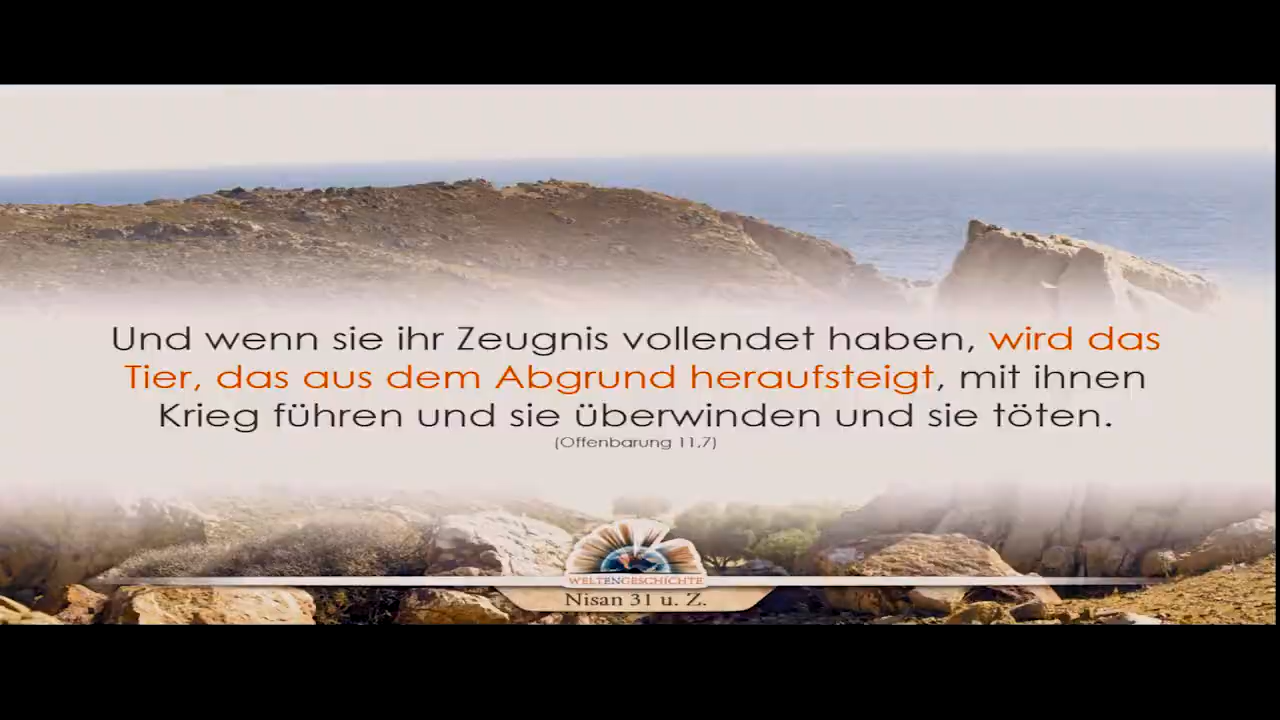 Und wenn sie ihr Zeugnis vollendet haben, wird das
Tier, das aus dem Abgrund heraufsteigt, mit ihnen
Krieg führen und sie überwinden und sie töten.
(Offenbarung 11,7)
WELTENGESCHICHTE
Nisan 31 u. Z.